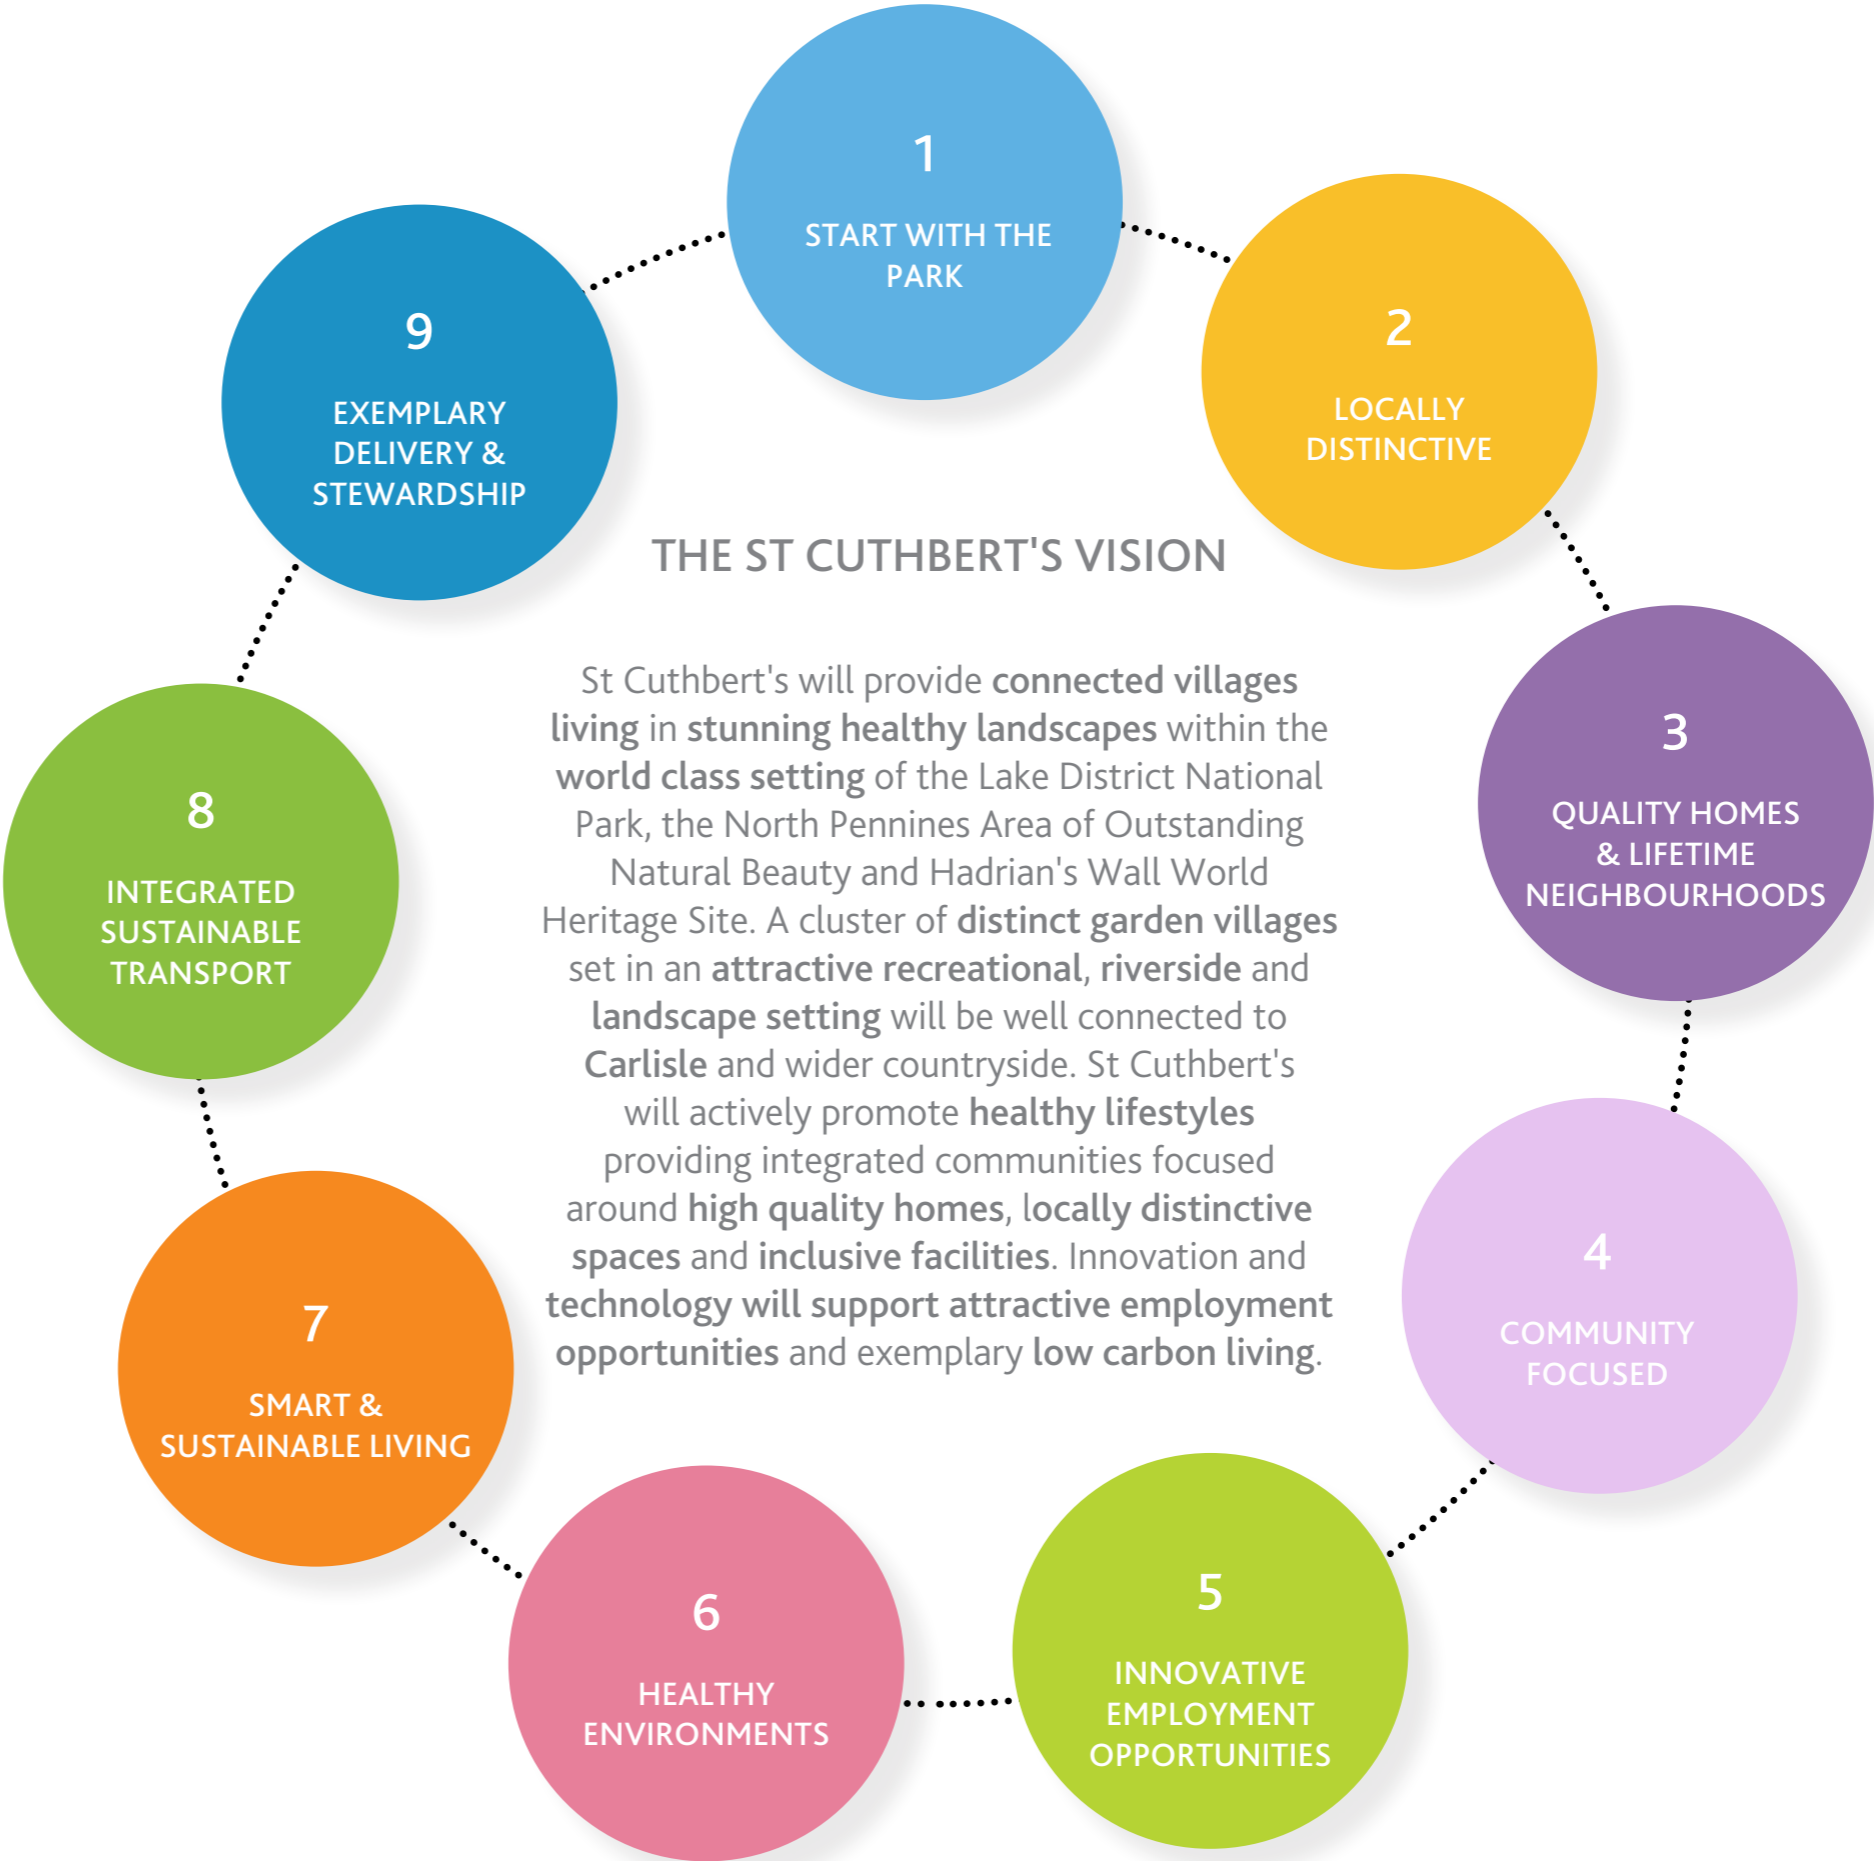 1
START WITH THE
PARK
2
LOCALLY
DISTINCTIVE
3
QUALITY HOMES
& LIFETIME
NEIGHBOURHOODS
4
COMMUNITY
FOCUSED
5
INNOVATIVE
EMPLOYMENT
OPPORTUNITIES
6
HEALTHY
ENVIRONMENTS
7
SMART &
SUSTAINABLE LIVING
8
INTEGRATED
SUSTAINABLE
TRANSPORT
9
EXEMPLARY
DELIVERY &
STEWARDSHIP
THE ST CUTHBERT'S VISION
St Cuthbert's will provide connected villages
living in stunning healthy landscapes within the
world class setting of the Lake District National
Park, the North Pennines Area of Outstanding
Natural Beauty and Hadrian's Wall World
Heritage Site. A cluster of distinct garden villages
set in an attractive recreational, riverside and
landscape setting will be well connected to
Carlisle and wider countryside. St Cuthbert's
will actively promote healthy lifestyles
providing integrated communities focused
around high quality homes, locally distinctive
spaces and inclusive facilities. Innovation and
technology will support attractive employment
opportunities and exemplary low carbon living.